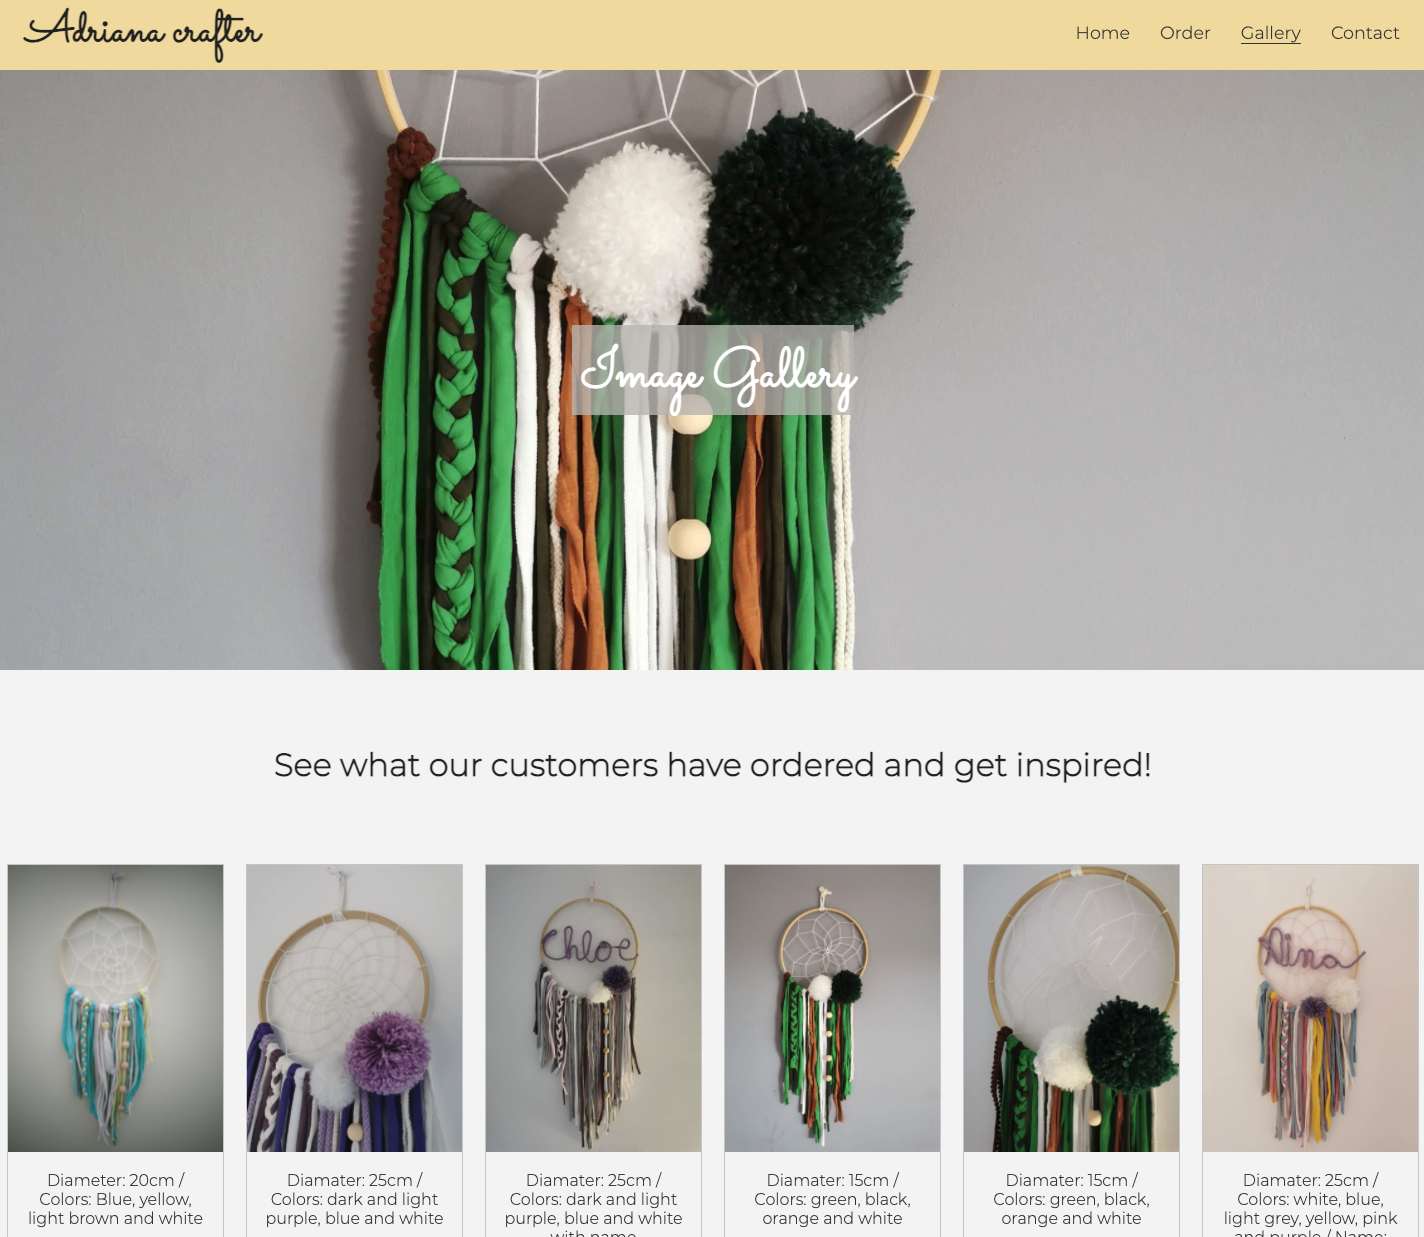 Adriana crafter
Home Order Gallery Contact
Image Gallery
See what our customers have ordered and get inspired!
Chloe
Aina
Diameter: 20cm /
Colors: Blue, yellow,
light brown and white
Diamater: 25cm /
Colors: dark and light
purple, blue and white
Diamater: 25cm /
Colors: dark and light
purple, blue and white
with name
Diamater: 15cm /
Colors: green, black,
orange and white
Diamater: 15cm /
Colors: green, black,
orange and white
Diamater: 25cm /
Colors: white, blue,
light grey, yellow, pink
and purple / Name: